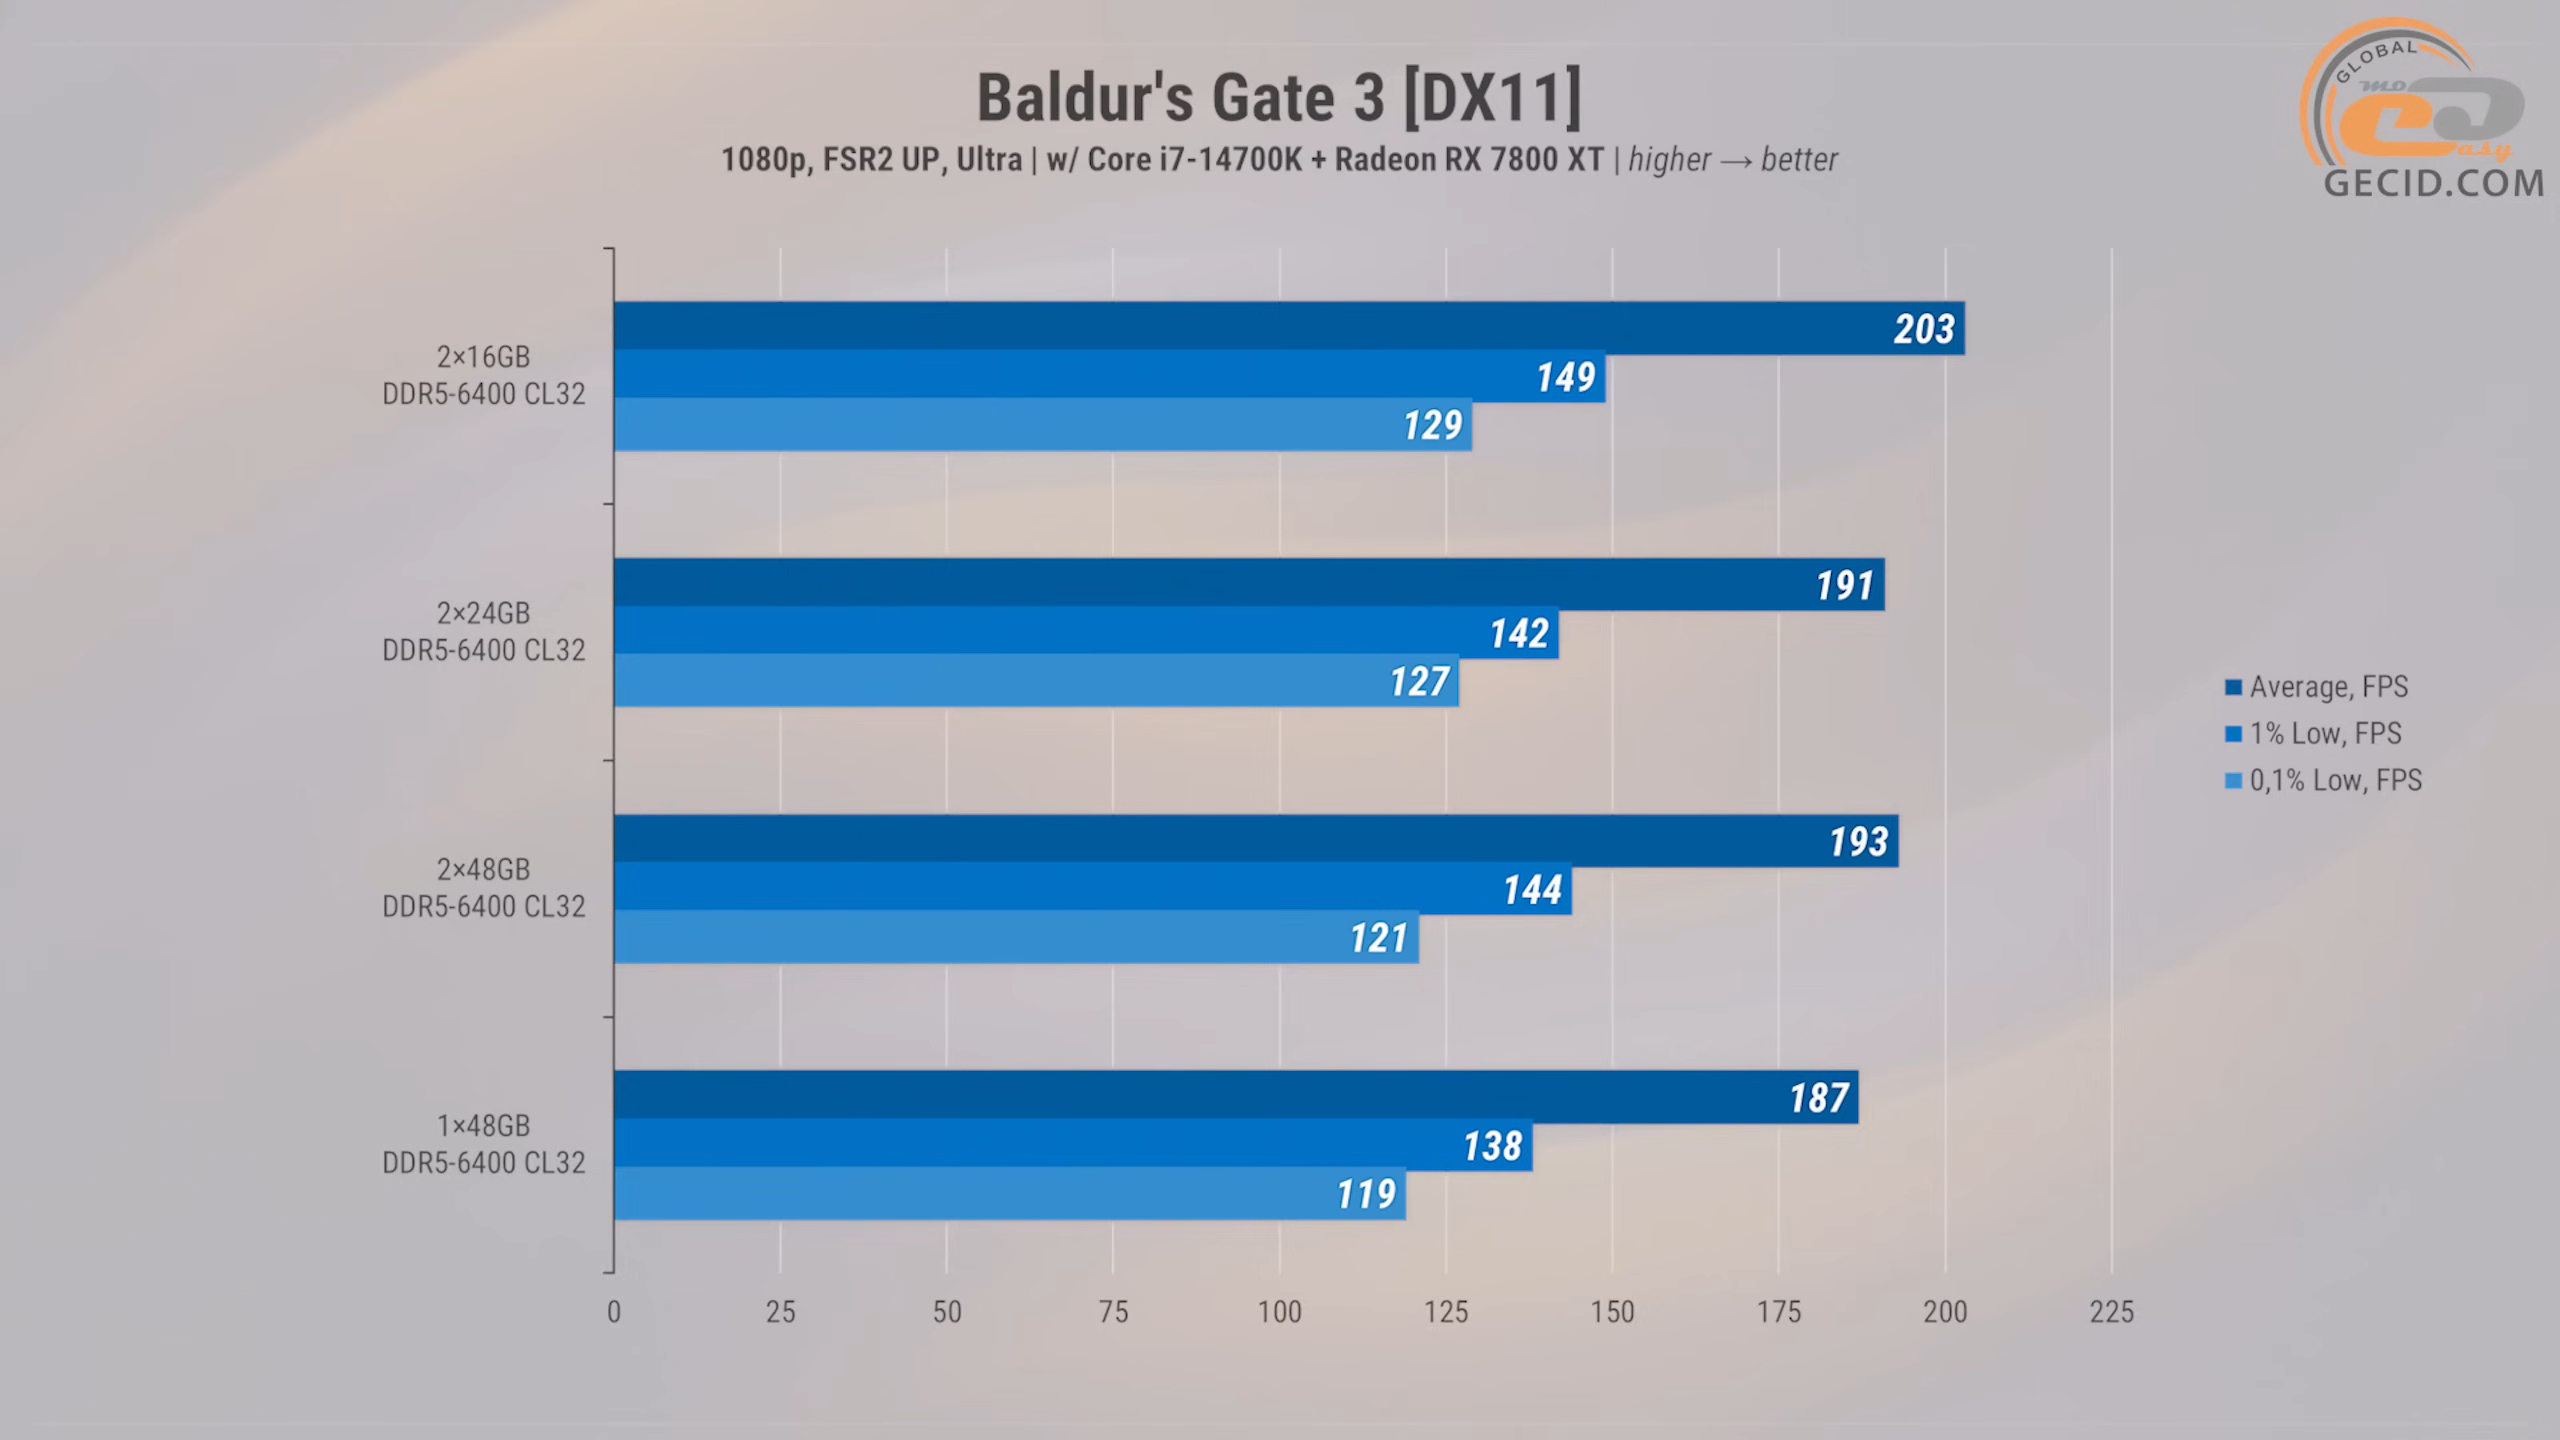 GLOBAL
mo
easy
GECID.COM
Baldur's Gate 3 [DX11]
1080p, FSR2 UP, Ultra | w/ Core i7-14700K + Radeon RX 7800 XT | higher → better
2×16GB
DDR5-6400 CL32
203
149
129
2×24GB
DDR5-6400 CL32
191
142
127
2×48GB
DDR5-6400 CL32
193
144
121
1×48GB
DDR5-6400 CL32
187
138
119
Average, FPS
1% Low, FPS
0,1% Low, FPS
0 25 50 75 100 125 150 175 200 225